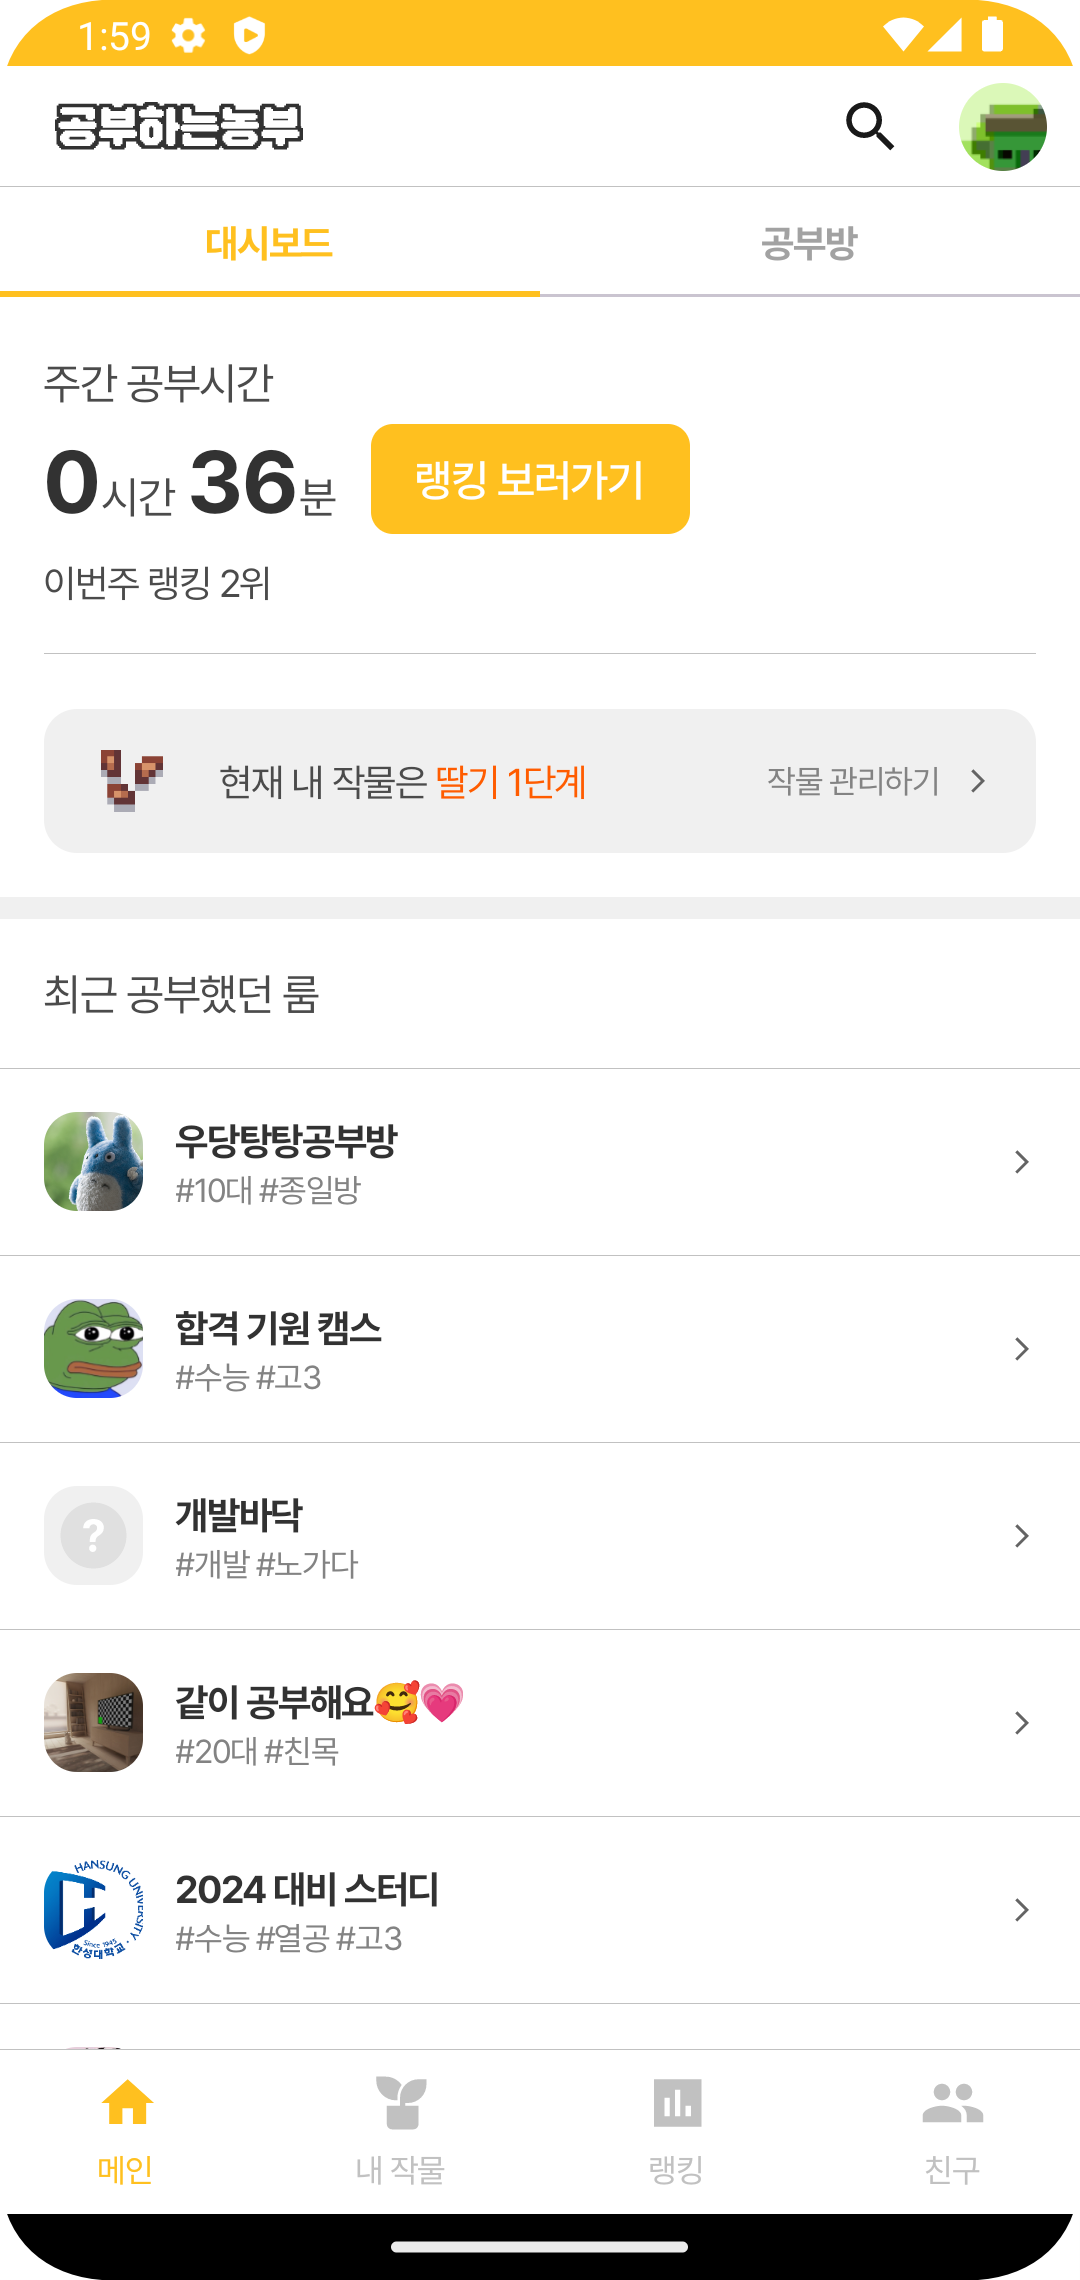 1:59
공부하는농부
대시보드
공부방
주간 공부시간
0시간 36분
랭킹 보러가기
이번주 랭킹 2위
현재 내 작물은 딸기 1단계
작물 관리하기
최근 공부했던 룸
우당탕탕공부방
#10대 #종일방
합격 기원 캠스
#수능 #고3
?
개발바닥
#개발 #노가다
같이 공부해요🥰💗
#20대 #친목
HANSUNG UNIVERSITY
Since 1945
한성대학교
2024 대비 스터디
#수능 #열공 #고3
메인
내 작물
랭킹
친구